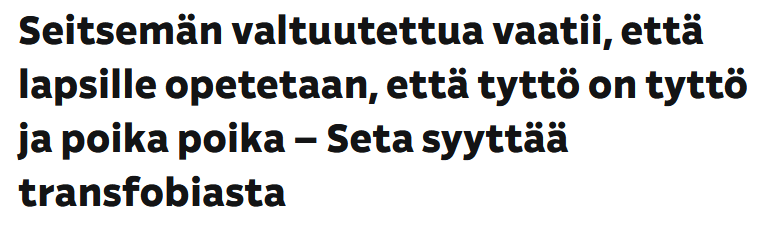 Seitsemän valtuutettua vaatii, että
lapsille opetetaan, että tyttö on tyttö
ja poika poika – Seta syyttää
transfobiasta